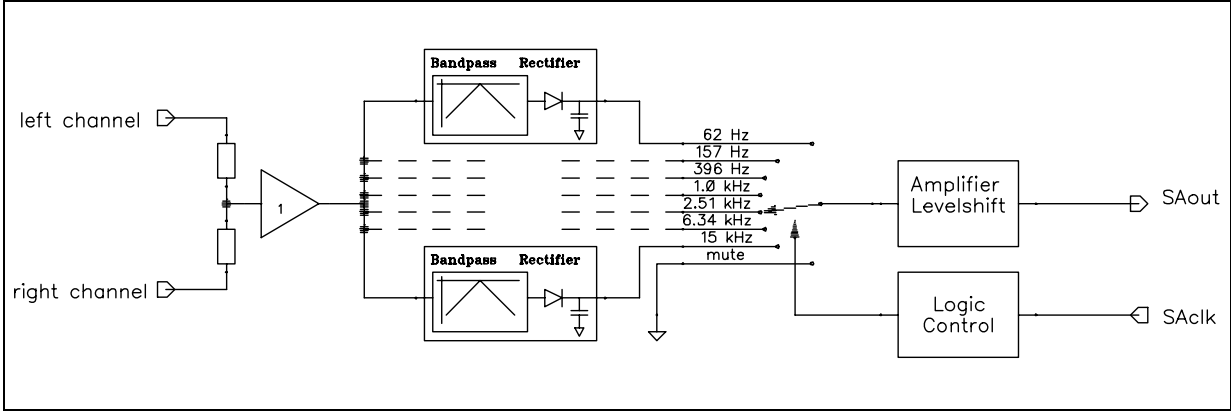 Bandpass Rectifier
left channel
62 Hz
157 Hz
396 Hz
1.0 kHz
2.51 kHz
6.34 kHz
15 kHz
mute
1
Amplifier
Levelshift
SAout
Bandpass Rectifier
right channel
Logic
Control
SAclk